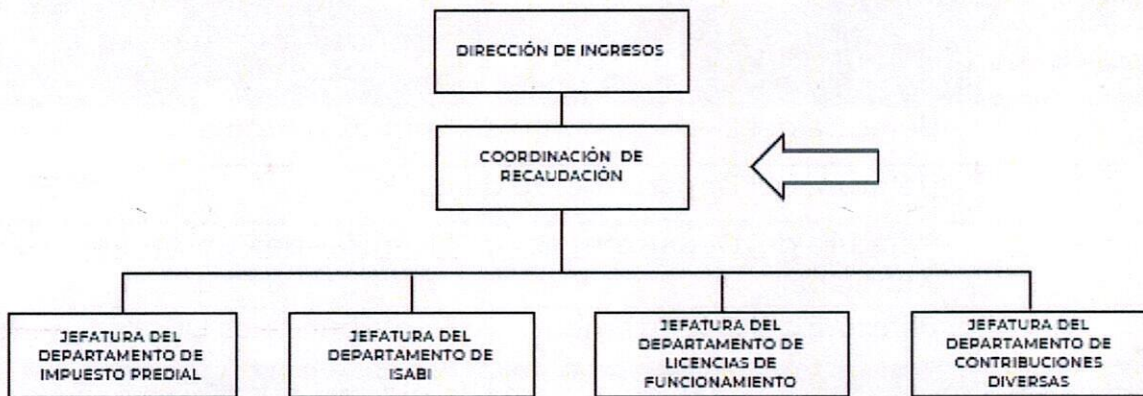 DIRECCIÓN DE INGRESOS
COORDINACIÓN DE
RECAUDACIÓN
JEFATURA DEL
DEPARTAMENTO DE
IMPUESTO PREDIAL
JEFATURA DEL
DEPARTAMENTO DE
ISABI
JEFATURA DEL
DEPARTAMENTO DE
LICENCIAS DE
FUNCIONAMIENTO
JEFATURA DEL
DEPARTAMENTO DE
CONTRIBUCIONES
DIVERSAS